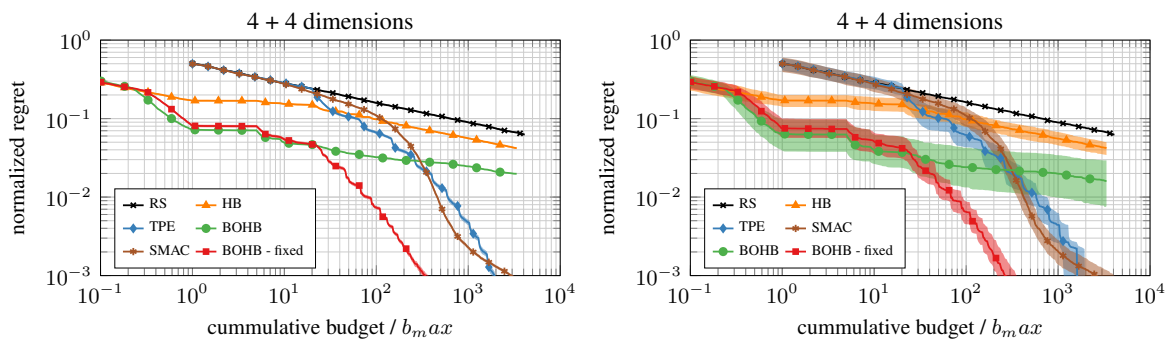 4 + 4 dimensions
normalized regret
10^0
10^−1
10^−2
10^−3
RS
HB
TPE
BOHB
SMAC
BOHB - fixed
10^−1 10^0 10^1 10^2 10^3 10^4
cummulative budget / b_max
4 + 4 dimensions
normalized regret
10^0
10^−1
10^−2
10^−3
RS
HB
TPE
SMAC
BOHB
BOHB - fixed
10^−1 10^0 10^1 10^2 10^3 10^4
cummulative budget / b_max